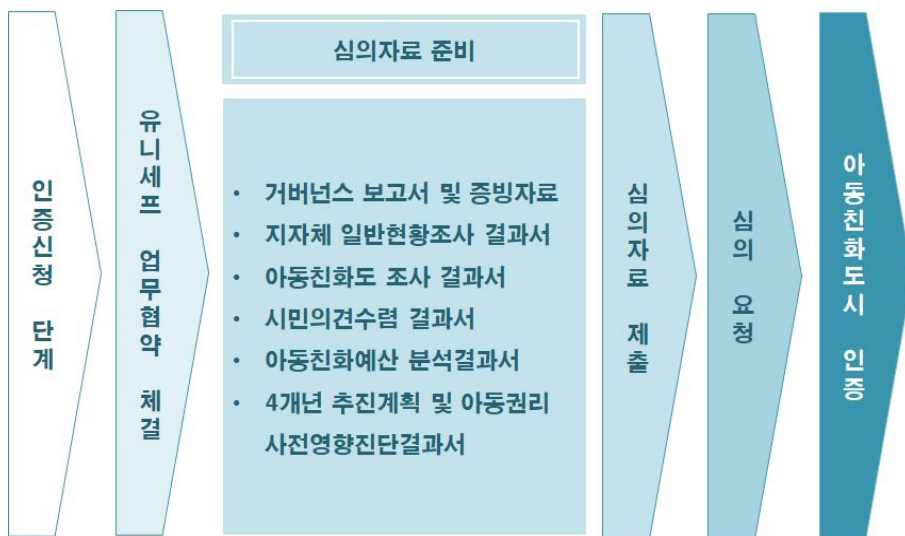 인증신청 단계
유니세프 업무협약 체결
심의자료 준비
• 거버넌스 보고서 및 증빙자료
• 지자체 일반현황조사 결과서
• 아동친화도 조사 결과서
• 시민의견수렴 결과서
• 아동친화예산 분석결과서
• 4개년 추진계획 및 아동권리
사전영향진단결과서
심의자료 제출
심의 요청
아동친화도시 인증